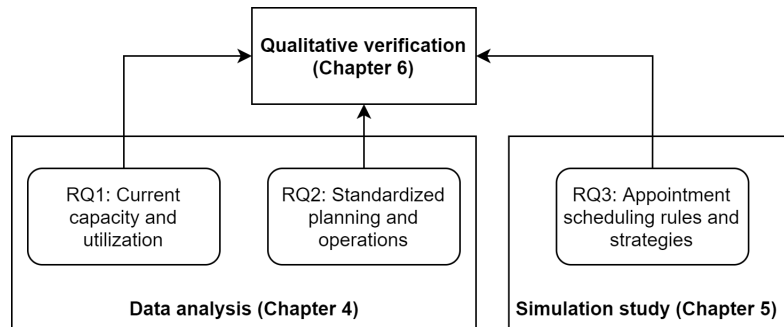 Qualitative verification
(Chapter 6)
RQ1: Current
capacity and
utilization
RQ2: Standardized
planning and
operations
RQ3: Appointment
scheduling rules and
strategies
Data analysis (Chapter 4)
Simulation study (Chapter 5)